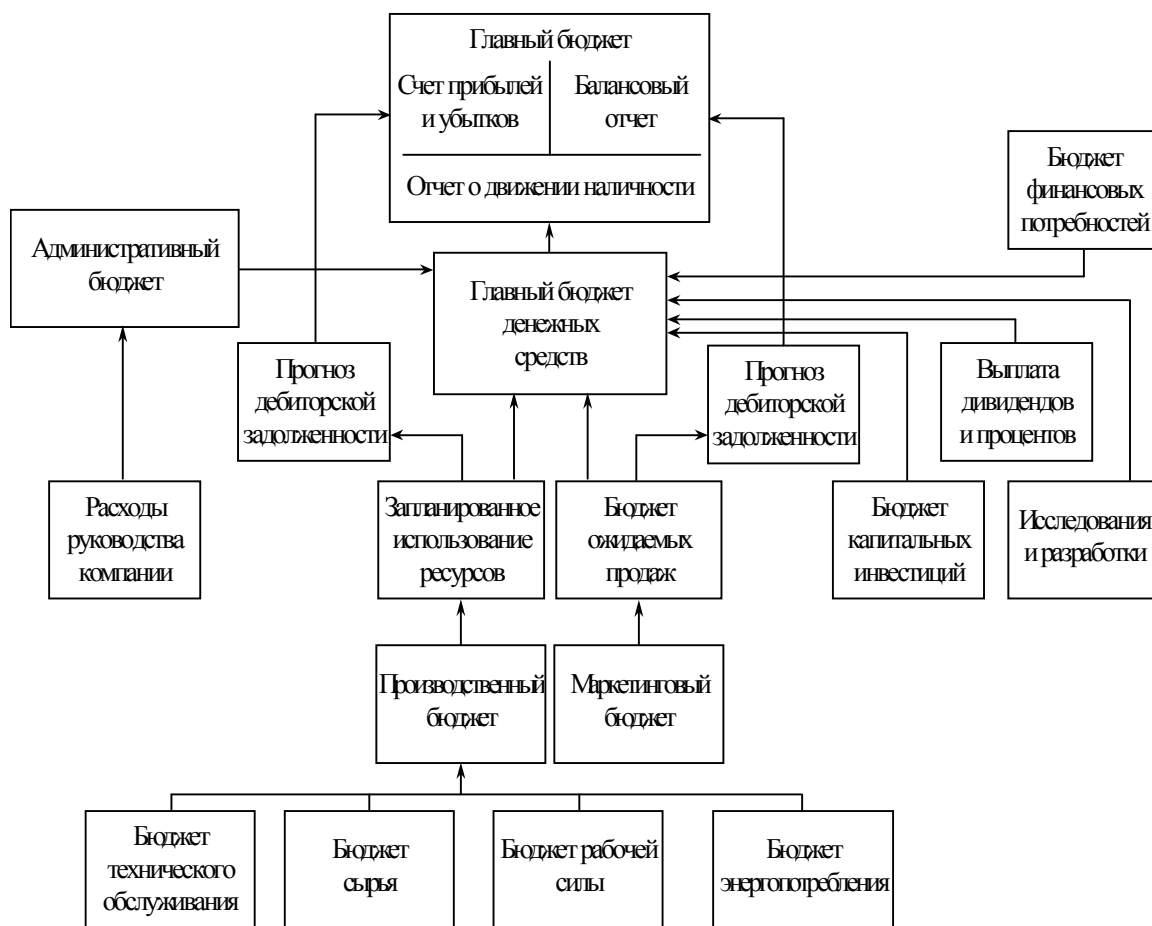 Главный бюджет
Счет прибылей
и убытков
Балансовый
отчет
Отчет о движении наличности
Бюджет
финансовых
потребностей
Административный
бюджет
Главный бюджет
денежных
средств
Прогноз
дебиторской
задолженности
Прогноз
дебиторской
задолженности
Выплата
дивидендов
и процентов
Расходы
руководства
компании
Запланированное
использование
ресурсов
Бюджет
ожидаемых
продаж
Бюджет
капитальных
инвестиций
Исследования
и разработки
Производственный
бюджет
Маркетинговый
бюджет
Бюджет
технического
обслуживания
Бюджет
сырья
Бюджет рабочей
силы
Бюджет
энергопотребления